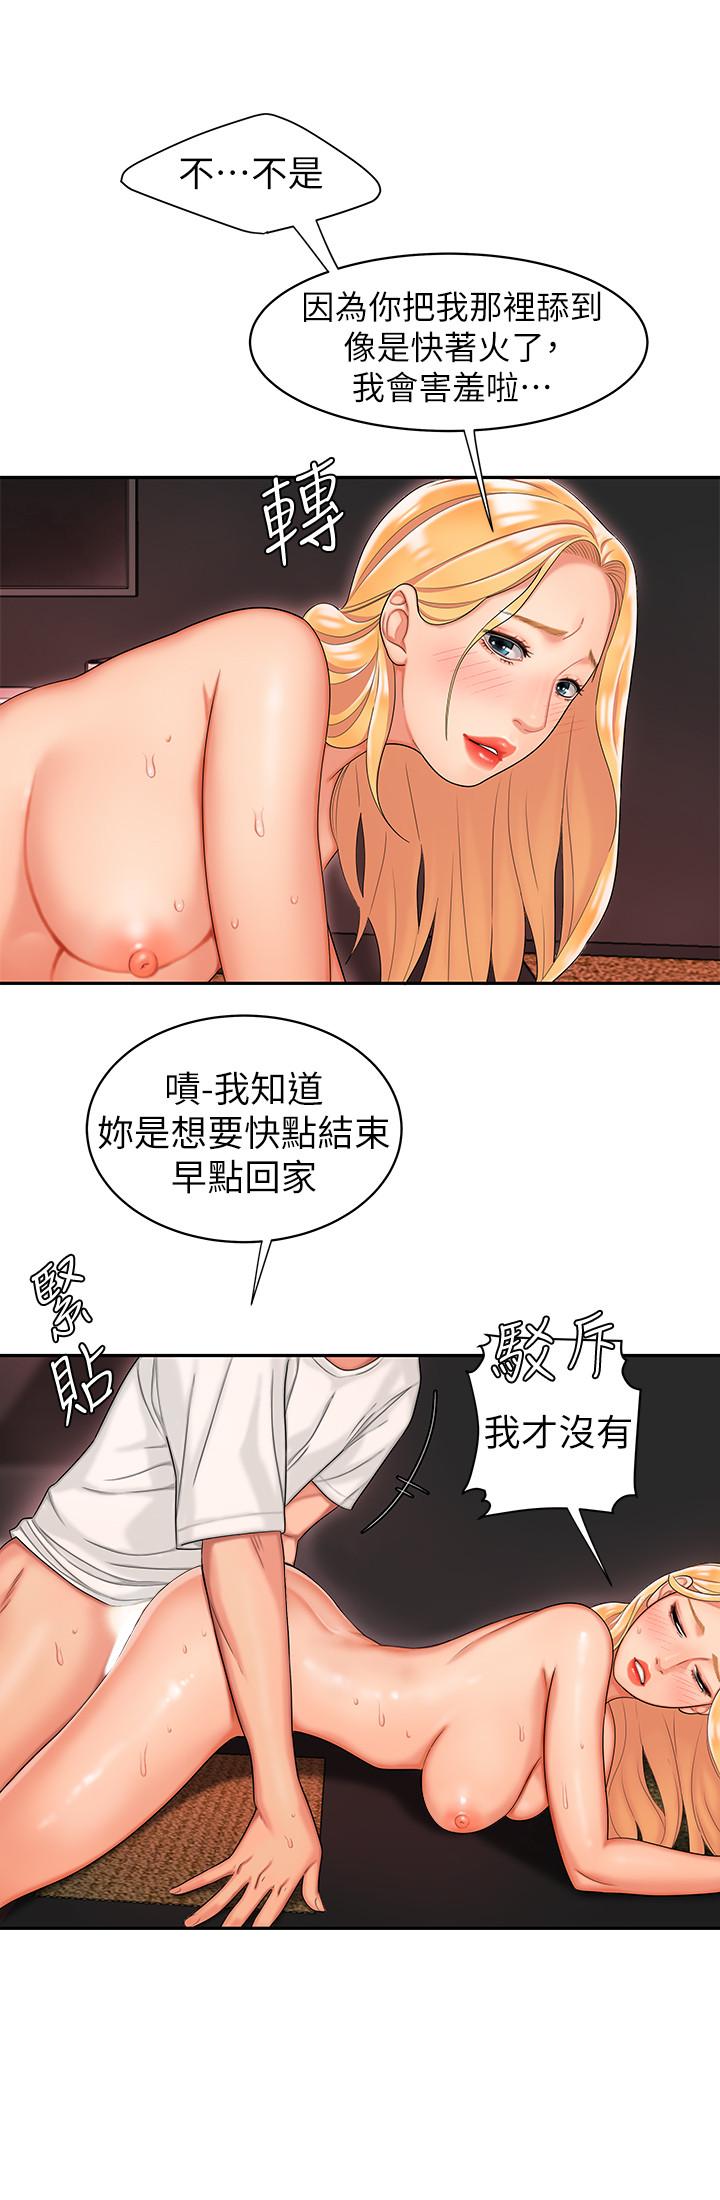 不…不是
因為你把我那裡舔到
像是快著火了，
我會害羞啦…
轉
嘖-我知道
妳是想要快點結束
早點回家
緊
貼
駁斥
我才沒有